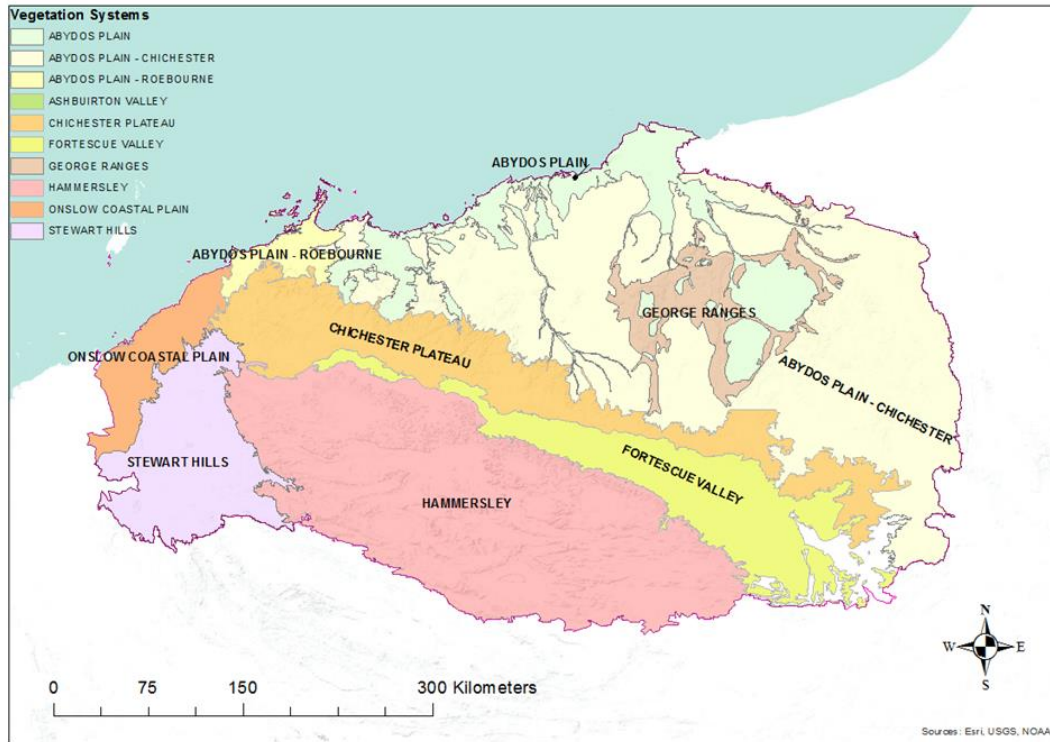 Vegetation Systems
ABYDOS PLAIN
ABYDOS PLAIN - CHICHESTER
ABYDOS PLAIN - ROEBOURNE
ASHBUIRTON VALLEY
CHICHESTER PLATEAU
FORTESCUE VALLEY
GEORGE RANGES
HAMMERSLEY
ONSLOW COASTAL PLAIN
STEWART HILLS
ABYDOS PLAIN
ABYDOS PLAIN - ROEBOURNE
GEORGE RANGES
CHICHESTER PLATEAU
ONSLOW COASTAL PLAIN
ABYDOS PLAIN - CHICHESTER
STEWART HILLS
FORTESCUE VALLEY
HAMMERSLEY
N
W E
S
0 75 150 300 Kilometers
Sources: Esri, USGS, NOAA